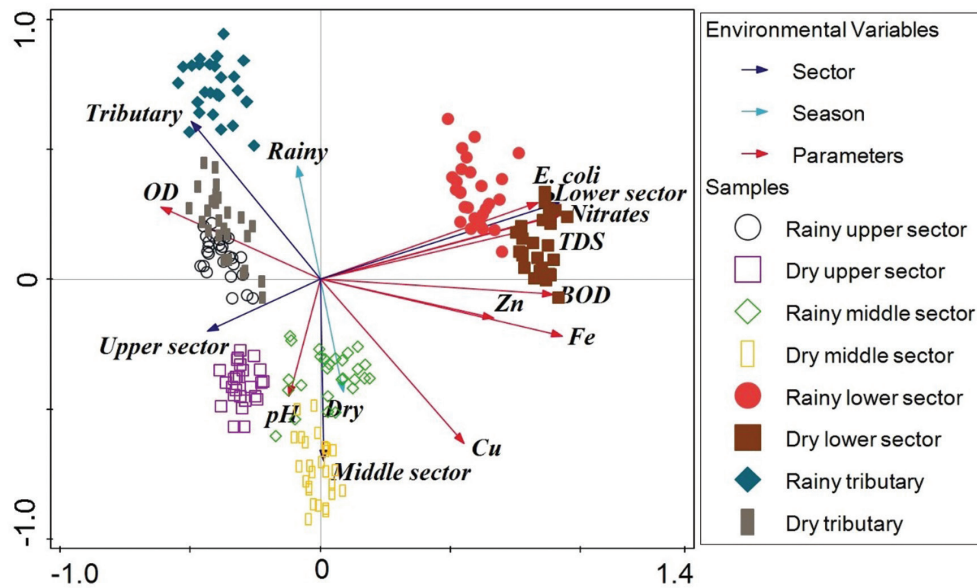 1.0
0
-1.0
-1.0
0
1.4
Tributary
Rainy
OD
E. coli
Lower sector
Nitrates
TDS
BOD
Zn
Fe
Upper sector
pH
Dry
Cu
Middle sector
Environmental Variables
Sector
Season
Parameters
Samples
Rainy upper sector
Dry upper sector
Rainy middle sector
Dry middle sector
Rainy lower sector
Dry lower sector
Rainy tributary
Dry tributary